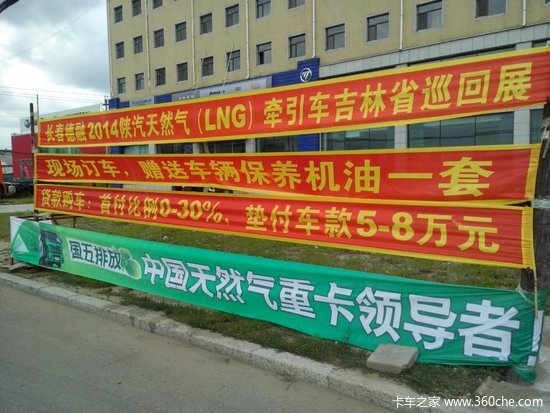 长春德融2014陕汽天然气（LNG）牵引车吉林省巡回展
现场订车，赠送车辆保养机油一套
贷款购车：首付比例0-30%，垫付车款5-8万元
国五排放 中国天然气重卡领导者
卡车之家 www.360che.com